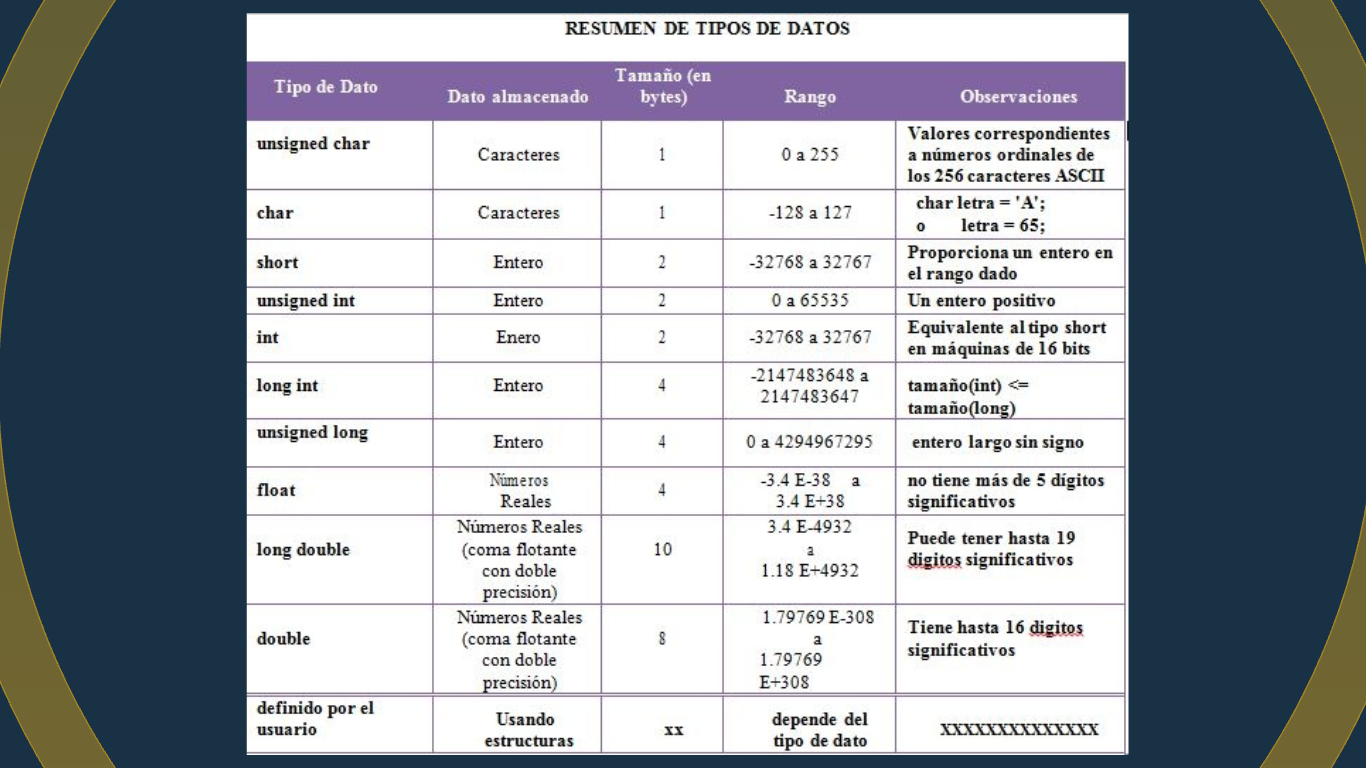 RESUMEN DE TIPOS DE DATOS
Tipo de Dato
Dato almacenado
Tamaño (en
bytes)
Rango
Observaciones
unsigned char
Caracteres
1
0 a 255
Valores correspondientes
a números ordinales de
los 256 caracteres ASCII
char
Caracteres
1
-128 a 127
char letra = 'A';
o letra = 65;
short
Entero
2
-32768 a 32767
Proporciona un entero en
el rango dado
unsigned int
Entero
2
0 a 65535
Un entero positivo
int
Enero
2
-32768 a 32767
Equivalente al tipo short
en máquinas de 16 bits
long int
Entero
4
-2147483648 a
2147483647
tamaño(int) <=
tamaño(long)
unsigned long
Entero
4
0 a 4294967295
entero largo sin signo
float
Números
Reales
4
-3.4 E-38 a
3.4 E+38
no tiene más de 5 dígitos
significativos
long double
Números Reales
(coma flotante
con doble
precisión)
10
3.4 E-4932
a
1.18 E+4932
Puede tener hasta 19
digitos significativos
double
Números Reales
(coma flotante
con doble
precisión)
8
1.79769 E-308
a
1.79769
E+308
Tiene hasta 16 digitos
significativos
definido por el
usuario
Usando
estructuras
xx
depende del
tipo de dato
XXXXXXXXXXXXXX